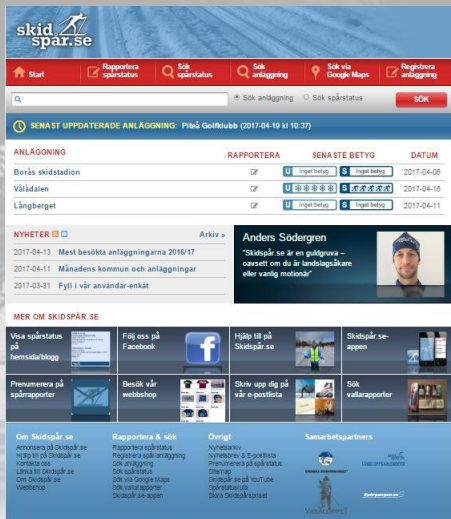 skid
spår.se
Start
Rapportera
spårstatus
Sök
spårstatus
Sök
anläggning
Sök via
Google Maps
Registrera
anläggning
Sök anläggning Sök spårstatus
SÖK
SENAST UPPDATERADE ANLÄGGNING: Piteå Golfklubb (2017-04-19 kl 10:37)
ANLÄGGNING RAPPORTERA SENASTE BETYG DATUM
Borås skidstadion U Inget betyg S Inget betyg 2017-04-08
Vålådalen U S 2017-04-16
Långberget U Inget betyg S Inget betyg 2017-04-11
NYHETER Arkiv »
2017-04-13 Mest besökta anläggningarna 2016/17
2017-04-11 Månadens kommun och anläggningar
2017-03-31 Fyll i vår användar-enkät
Anders Södergren
"Skidspår.se är en guldgruva –
oavsett om du är landslagsåkare
eller vanlig motionär"
MER OM SKIDSPÅR.SE
Visa spårstatus
på
hemsida/blogg
Följ oss på
Facebook
Hjälp till på
Skidspår.se
Skidspår.se-
appen
Prenumerera på
spårrapporter
Besök vår
webbshop
Skriv upp dig på
vår e-postlista
Sök
vallarapporter
Om Skidspår.se
Annonsera på Skidspår.se
Hjälp till på Skidspår.se
Kontakta oss
Länka till Skidspår.se
Om Skidspår.se
Webbshop
Rapportera & sök
Rapportera spårstatus
Registrera spår/anläggning
Sök anläggning
Sök spårstatus
Sök via Google Maps
Sök vallarapporter
Skidspår.se-appen
Övrigt
Nyhetsarkiv
Nyhetsbrev & E-postlista
Prenumerera på spårstatus
Sitemap
Skidspår.se på YouTube
Spårstatusruta
Stora Skidspårspriset
Samarbetspartners
VASALOPPET